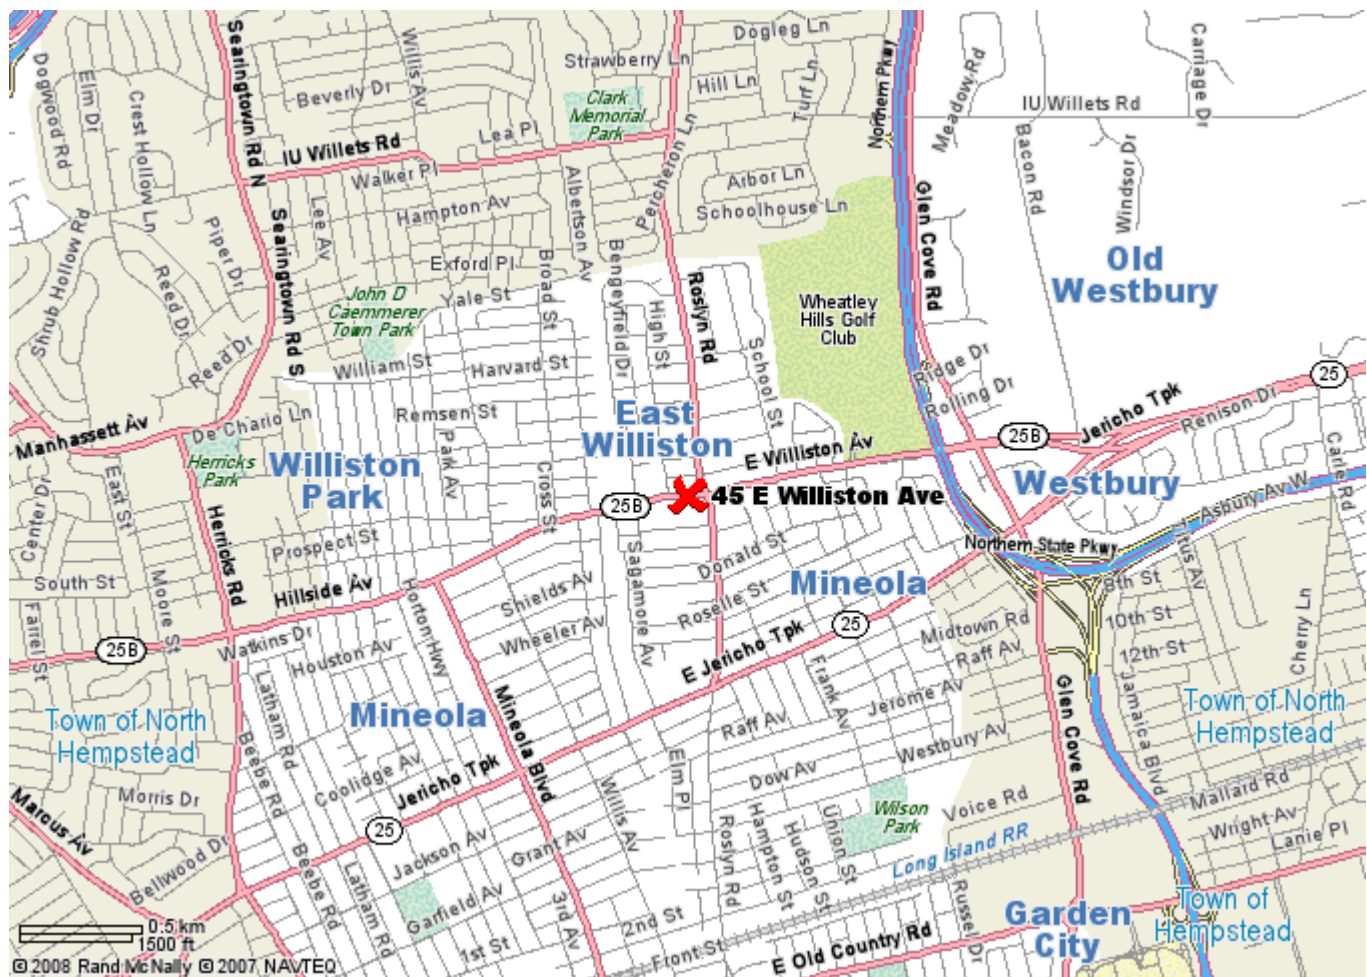 Dogleg Ln
Strawberry Ln
Hill Ln
Turf Ln
Northern Pkwy
Meadow Rd
Carriage Dr
Searingtown Rd N
Willis Av
Dogwood Rd
Elm Dr
Crest Hollow Ln
Beverly Dr
Clark
Memorial
Park
IU Willets Rd
Lea Pl
IU Willets Rd
Bacon Rd
Windsor Dr
Walker Pl
Percheron Ln
Arbor Ln
Schoolhouse Ln
Albertson Av
Hampton Av
Lee Av
Searingtown Rd S
Piper Dr
Shrub Hollow Rd
Reed Dr
Exford Pl
Broad St
Bengeyfield Dr
Glen Cove Rd
Old
Westbury
John D
Caemmerer
Town Park
Yale St
High St
Roslyn Rd
Wheatley
Hills Golf
Club
School St
Reed Dr
William St
Harvard St
Ridge Dr
Rolling Dr
25
Jericho Tpk
Renison Dr
De Chario Ln
Remsen St
Park Av
East
Williston
E Williston Av
25B
Manhassett Av
Herricks
Park
Williston
Park
Cross St
25B
45 E Williston Ave
Westbury
Carle Rd
Asbury Av W
East St
Center Dr
Herricks Rd
Prospect St
Northern State Pkwy
Titus Av
South St
Moore St
Hillside Av
Horton Hwy
Shields Av
Sagamore Av
Donald St
Mineola
8th St
Farrel St
25B
Watkins Dr
Houston Av
Wheeler Av
Roselle St
25
Midtown Rd
10th St
Cherry Ln
E Jericho Tpk
Frank Av
Raff Av
12th St
Latham Rd
Mineola
Mineola Blvd
Jerome Av
Glen Cove Rd
Jamaica Blvd
Town of North
Hempstead
Town of North
Hempstead
Beebe Rd
Raff Av
Westbury Av
Coolidge Av
Jericho Tpk
Elm Pl
Dow Av
Morris Dr
Marcus Av
Willis Av
Wilson
Park
Voice Rd
Mallard Rd
Wright Av
Lanie Pl
25
Bellwood Dr
Beebe Rd
Jackson Av
Grant Av
Roslyn Rd
Hampton St
Hudson St
Union St
Long Island RR
Latham Rd
Garfield Av
3rd Av
2nd St
Russel Dr
Garden
City
Town of
Hempstead
1st St
Front St
E Old Country Rd
0.5 km
1500 ft
© 2008 Rand McNally © 2007 NAVTEQ